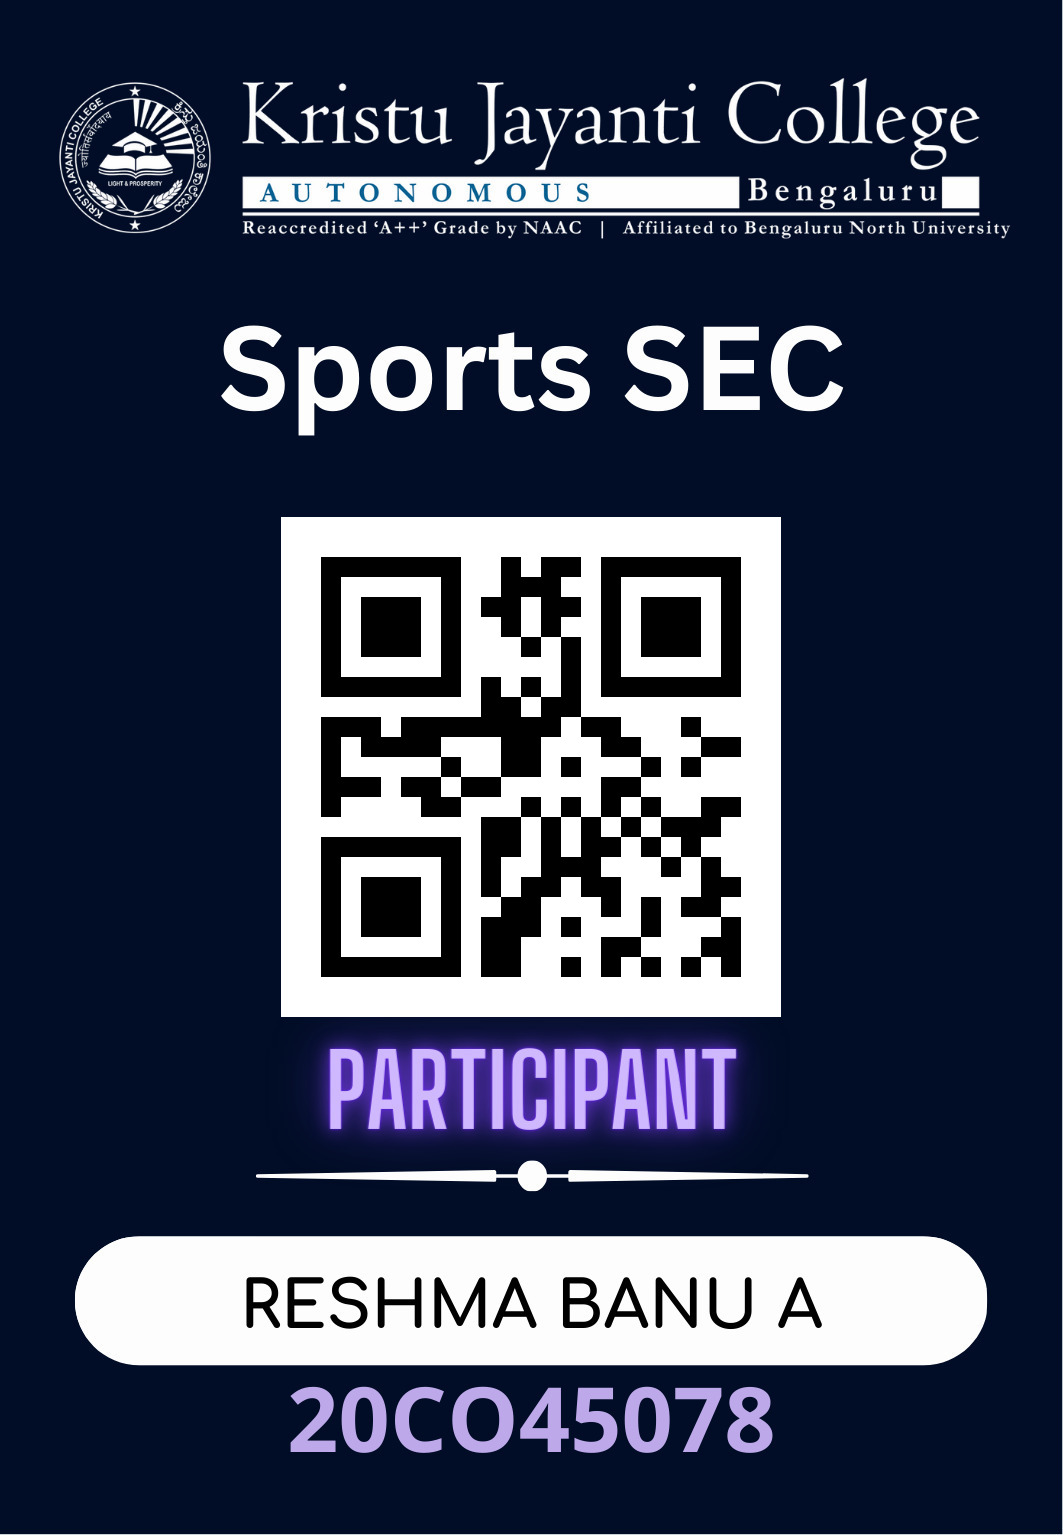 KRISTU JAYANTI COLLEGE
LIGHT & PROSPERITY
Kristu Jayanti College
AUTONOMOUS Bengaluru
Reaccredited ‘A++’ Grade by NAAC | Affiliated to Bengaluru North University
Sports SEC
PARTICIPANT
RESHMA BANU A
20CO45078